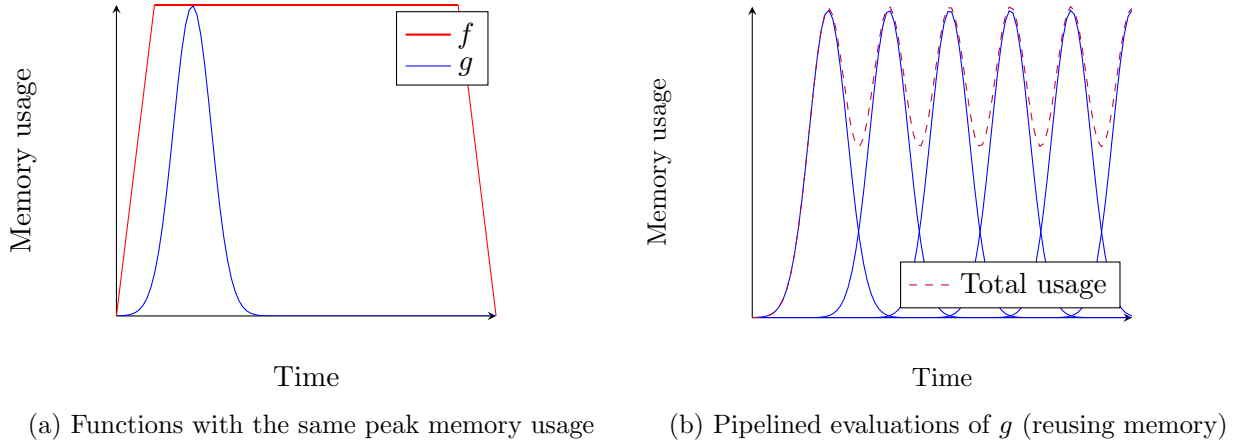 Memory usage
f
g
Time
(a) Functions with the same peak memory usage
Memory usage
Total usage
Time
(b) Pipelined evaluations of g (reusing memory)